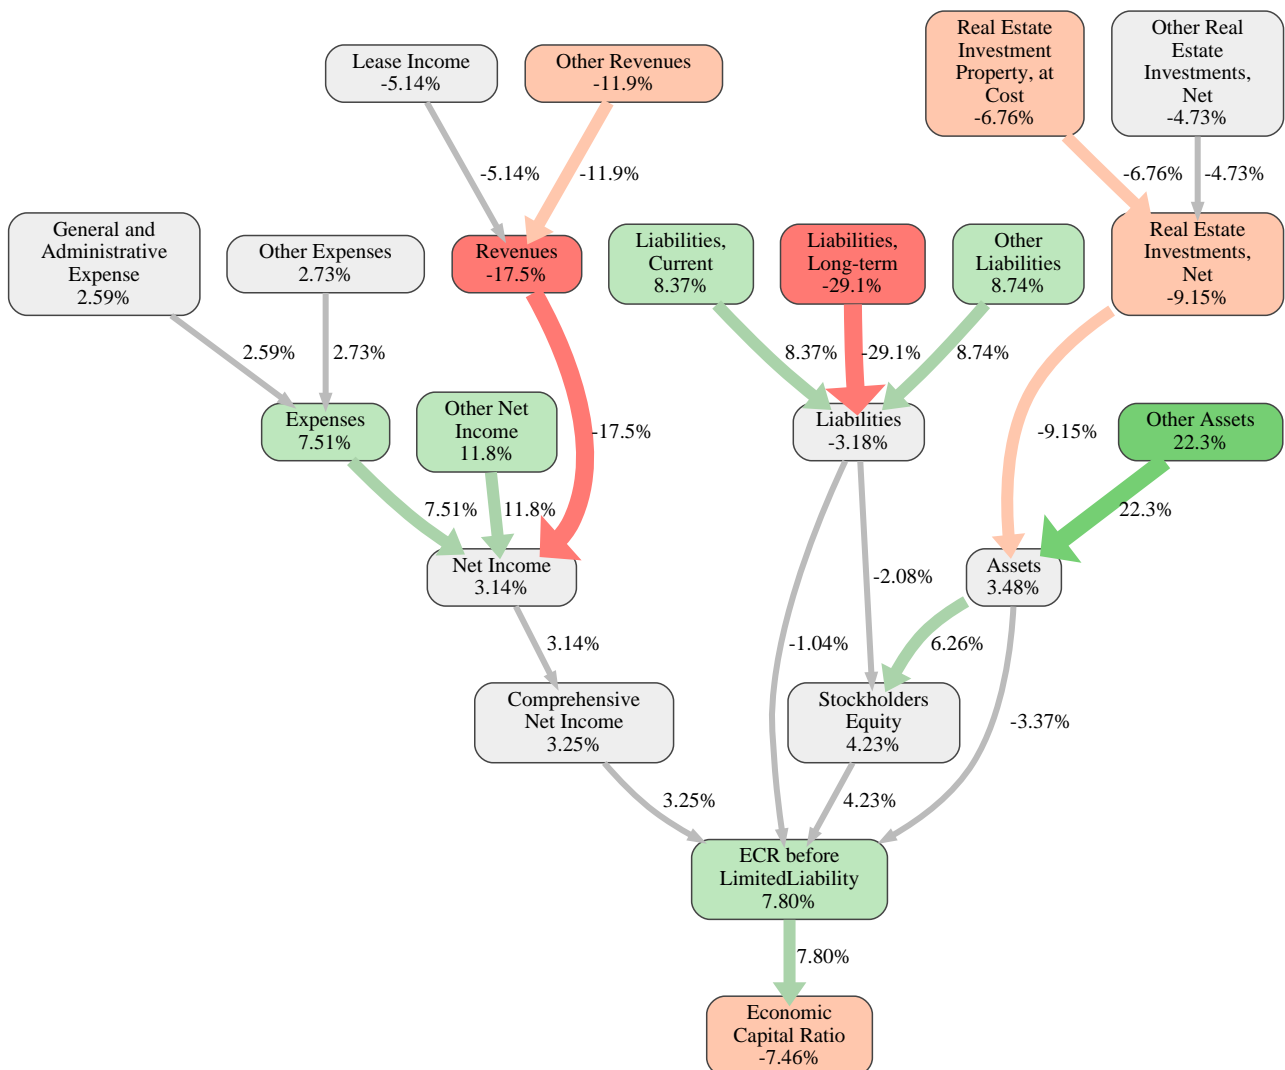 Real Estate
Investment
Property, at
Cost
-6.76%
Other Real
Estate
Investments,
Net
-4.73%
Lease Income
-5.14%
Other Revenues
-11.9%
-5.14%
-11.9%
-6.76%
-4.73%
General and
Administrative
Expense
2.59%
Other Expenses
2.73%
Revenues
-17.5%
Liabilities,
Current
8.37%
Liabilities,
Long-term
-29.1%
Other
Liabilities
8.74%
Real Estate
Investments,
Net
-9.15%
2.59%
2.73%
8.37%
-29.1%
8.74%
Expenses
7.51%
Other Net
Income
11.8%
-17.5%
Liabilities
-3.18%
-9.15%
Other Assets
22.3%
7.51%
11.8%
22.3%
Net Income
3.14%
-2.08%
Assets
3.48%
3.14%
-1.04%
6.26%
Comprehensive
Net Income
3.25%
Stockholders
Equity
4.23%
-3.37%
3.25%
4.23%
ECR before
LimitedLiability
7.80%
7.80%
Economic
Capital Ratio
-7.46%